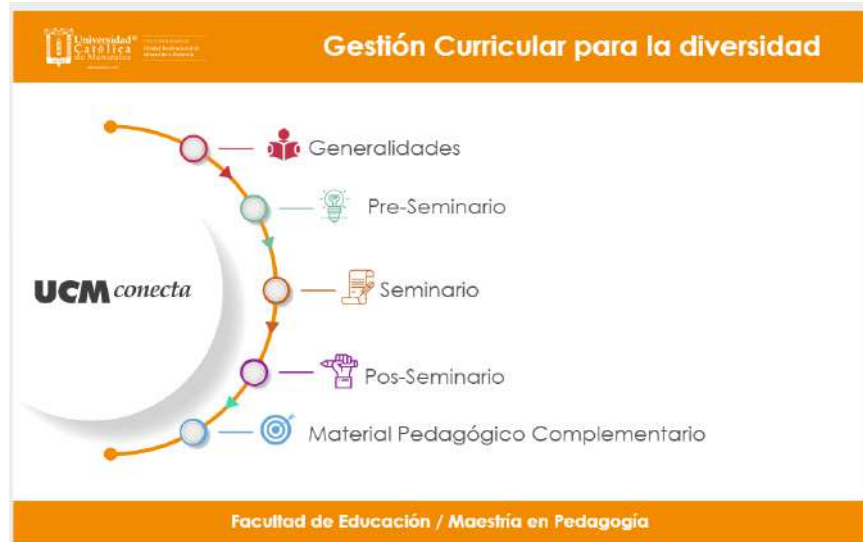 Universidad®
Católica
de Manizales
Gestión Curricular para la diversidad
Generalidades
Pre-Seminario
UCM conecta
Seminario
Pos-Seminario
Material Pedagógico Complementario
Facultad de Educación / Maestría en Pedagogía